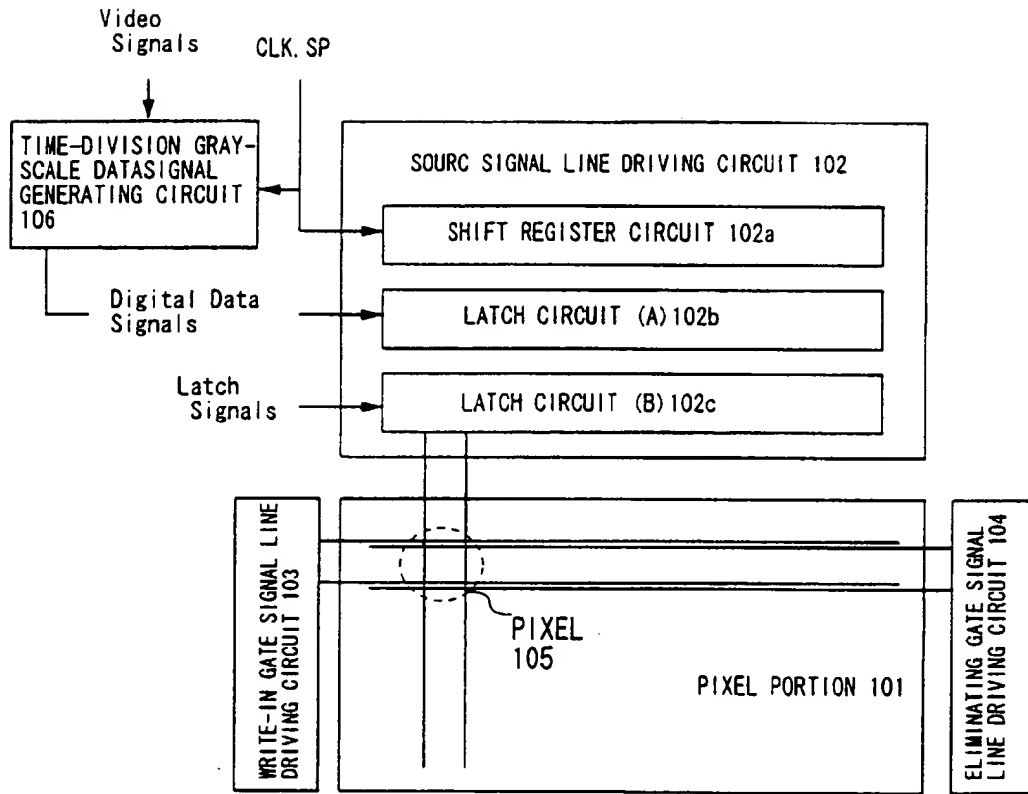 Video
Signals
CLK.SP
TIME-DIVISION GRAY-
SCALE DATASIGNAL
GENERATING CIRCUIT
106
SOURC SIGNAL LINE DRIVING CIRCUIT 102
SHIFT REGISTER CIRCUIT 102a
Digital Data
Signals
LATCH CIRCUIT (A)102b
Latch
Signals
LATCH CIRCUIT (B)102c
WRITE-IN GATE SIGNAL LINE
DRIVING CIRCUIT 103
PIXEL
105
PIXEL PORTION 101
ELIMINATING GATE SIGNAL
LINE DRIVING CIRCUIT 104